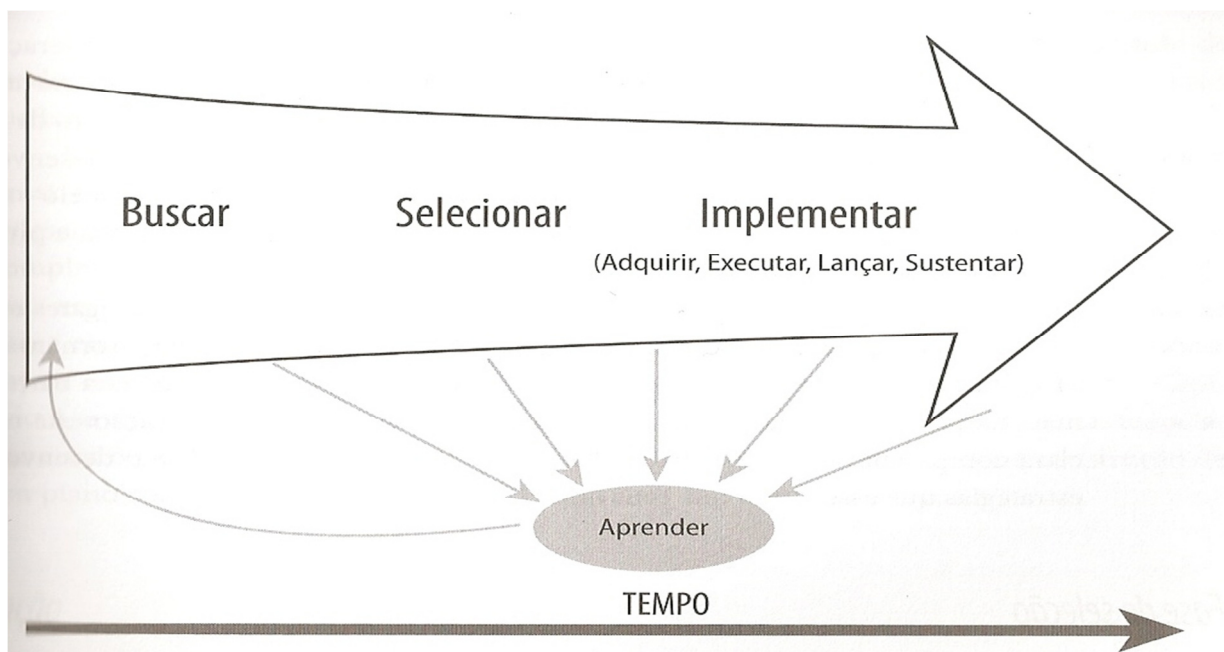 Buscar
Selecionar
Implementar
(Adquirir, Executar, Lançar, Sustentar)
Aprender
TEMPO